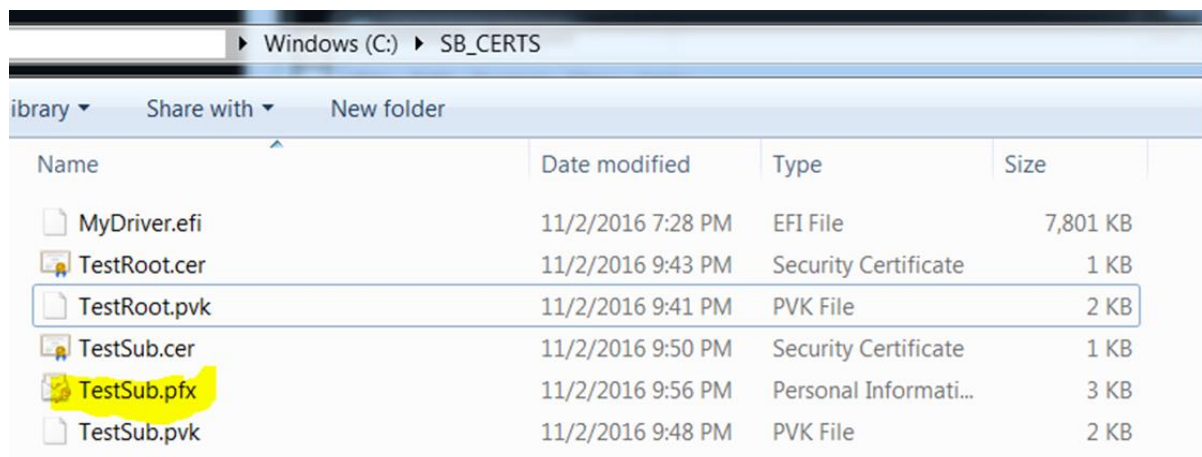 Windows (C:) SB_CERTS
ibrary Share with New folder
Name Date modified Type Size
MyDriver.efi 11/2/2016 7:28 PM EFI File 7,801 KB
TestRoot.cer 11/2/2016 9:43 PM Security Certificate 1 KB
TestRoot.pvk 11/2/2016 9:41 PM PVK File 2 KB
TestSub.cer 11/2/2016 9:50 PM Security Certificate 1 KB
TestSub.pfx 11/2/2016 9:56 PM Personal Informati... 3 KB
TestSub.pvk 11/2/2016 9:48 PM PVK File 2 KB